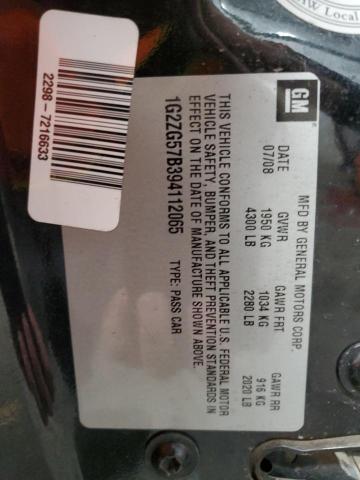 GM
MFD BY GENERAL MOTORS CORP.
DATE GVWR GAWR FRT GAWR RR
07/08 1950 KG 1034 KG 916 KG
4300 LB 2280 LB 2020 LB
THIS VEHICLE CONFORMS TO ALL APPLICABLE U.S. FEDERAL MOTOR
VEHICLE SAFETY, BUMPER, AND THEFT PREVENTION STANDARDS IN
EFFECT ON THE DATE OF MANUFACTURE SHOWN ABOVE.
1G2ZG57B394112065 TYPE: PASS CAR
2298-7216633
Local